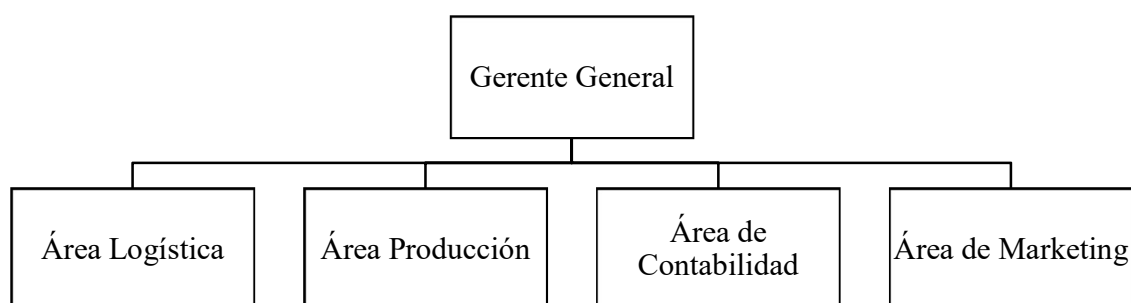 Gerente General
Área Logística
Área Producción
Área de
Contabilidad
Área de Marketing